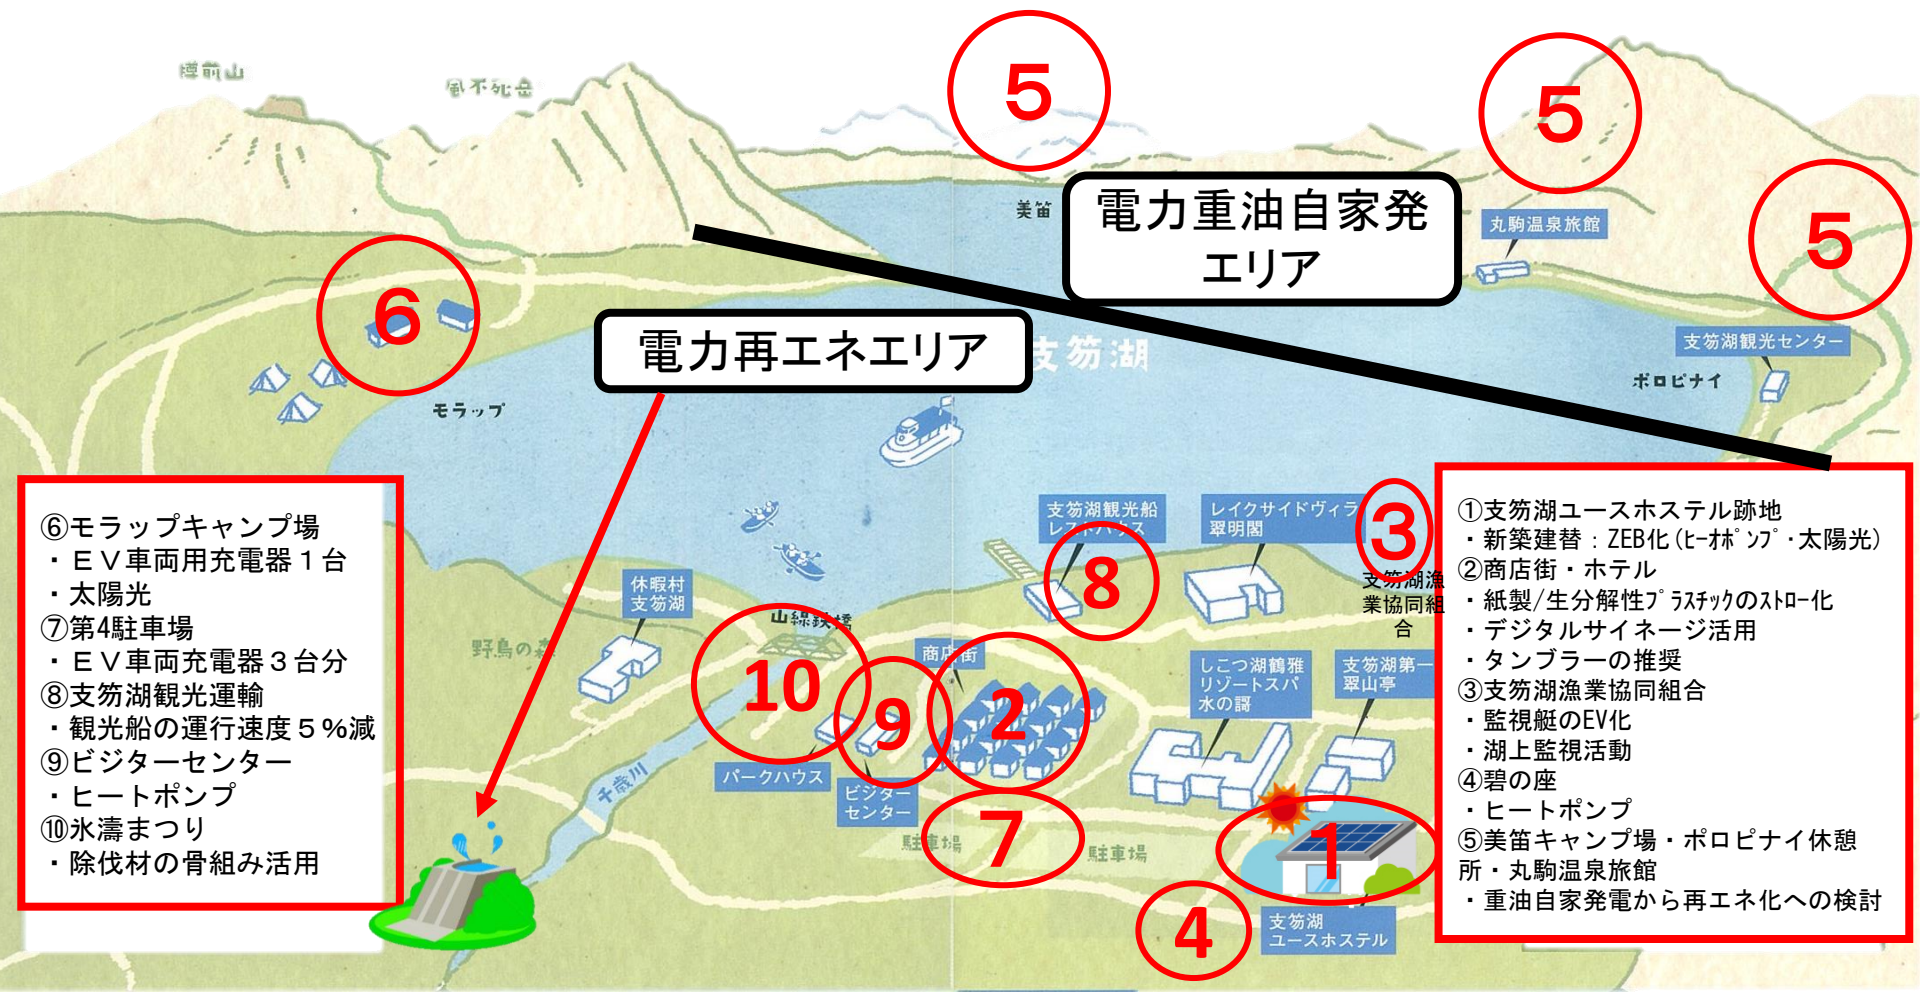 樽前山
風不死岳
5
5
5
美笛
電力重油自家発
エリア
丸駒温泉旅館
6
電力再エネエリア
支笏湖
支笏湖観光センター
ポロピナイ
モラップ
⑥モラップキャンプ場
・ＥＶ車両用充電器１台
・太陽光
⑦第4駐車場
・ＥＶ車両充電器３台分
⑧支笏湖観光運輸
・観光船の運行速度５%減
⑨ビジターセンター
・ヒートポンプ
⑩氷濤まつり
・除伐材の骨組み活用
支笏湖観光船
レストハウス
8
レイクサイドヴィラ
翠明閣
3
支笏湖漁
業協同組
合
休暇村
支笏湖
山線鉄橋
野鳥の森
10
商店街
2
9
しこつ湖鶴雅
リゾートスパ
水の謌
支笏湖第一
翠山亭
パークハウス
ビジター
センター
千歳川
駐車場
7
駐車場
1
4
支笏湖
ユースホステル
①支笏湖ユースホステル跡地
・新築建替：ZEB化(ﾋｰｵﾎﾟﾝﾌﾟ・太陽光)
②商店街・ホテル
・紙製/生分解性ﾌﾟﾗｽﾁｯｸのｽﾄﾛｰ化
・デジタルサイネージ活用
・タンブラーの推奨
③支笏湖漁業協同組合
・監視艇のEV化
・湖上監視活動
④碧の座
・ヒートポンプ
⑤美笛キャンプ場・ポロピナイ休憩
所・丸駒温泉旅館
・重油自家発電から再エネ化への検討